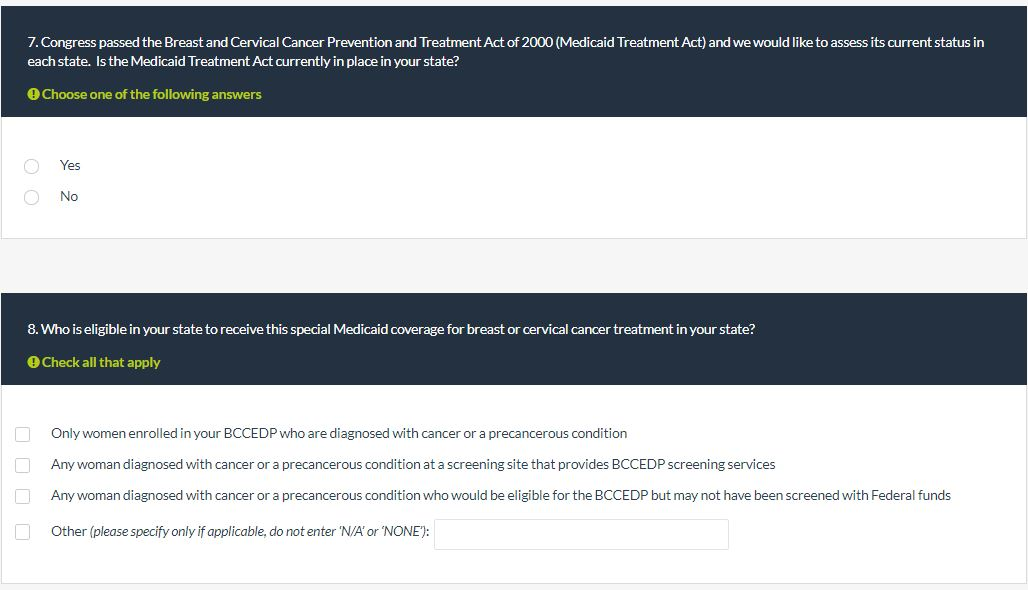 7. Congress passed the Breast and Cervical Cancer Prevention and Treatment Act of 2000 (Medicaid Treatment Act) and we would like to assess its current status in
each state. Is the Medicaid Treatment Act currently in place in your state?
Choose one of the following answers
Yes
No
8. Who is eligible in your state to receive this special Medicaid coverage for breast or cervical cancer treatment in your state?
Check all that apply
Only women enrolled in your BCCEDP who are diagnosed with cancer or a precancerous condition
Any woman diagnosed with cancer or a precancerous condition at a screening site that provides BCCEDP screening services
Any woman diagnosed with cancer or a precancerous condition who would be eligible for the BCCEDP but may not have been screened with Federal funds
Other (please specify only if applicable, do not enter 'N/A' or 'NONE'):